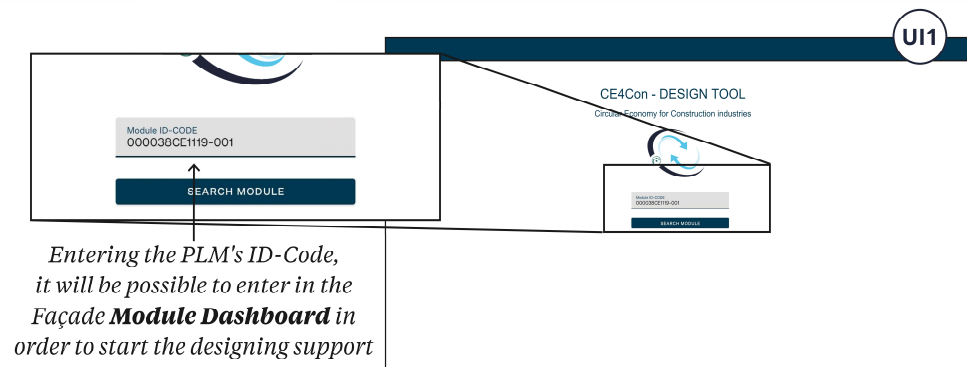 UI1
CE4Con - DESIGN TOOL
Circular Economy for Construction industries
Module ID-CODE
000038CE1119-001
SEARCH MODULE
Module ID-CODE
000038CE1119-001
SEARCH MODULE
Entering the PLM's ID-Code,
it will be possible to enter in the
Façade Module Dashboard in
order to start the designing support